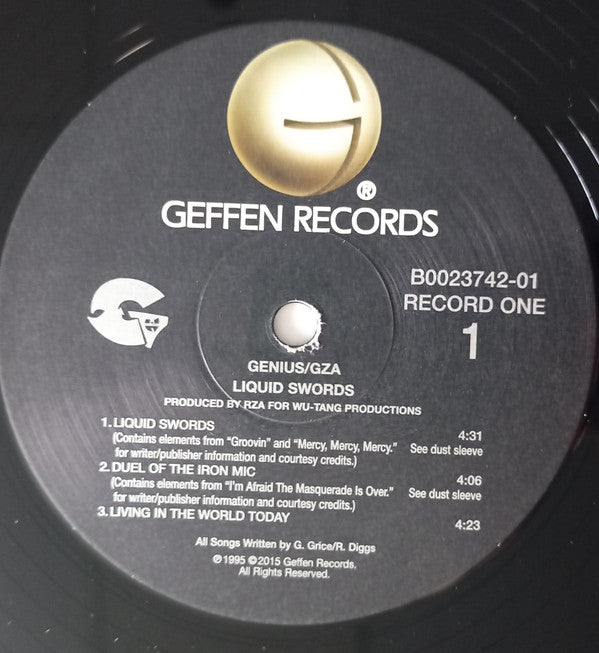 ®
GEFFEN RECORDS
B0023742-01
RECORD ONE
1
GENIUS/GZA
LIQUID SWORDS
PRODUCED BY RZA FOR WU-TANG PRODUCTIONS
1. LIQUID SWORDS 4:31
(Contains elements from “Groovin” and “Mercy, Mercy, Mercy.” See dust sleeve
for writer/publisher information and courtesy credits.)
2. DUEL OF THE IRON MIC 4:06
(Contains elements from “I'm Afraid The Masquerade Is Over.” See dust sleeve
for writer/publisher information and courtesy credits.)
3. LIVING IN THE WORLD TODAY 4:23
All Songs Written by G. Grice/R. Diggs
℗ 1995 © 2015 Geffen Records.
All Rights Reserved.